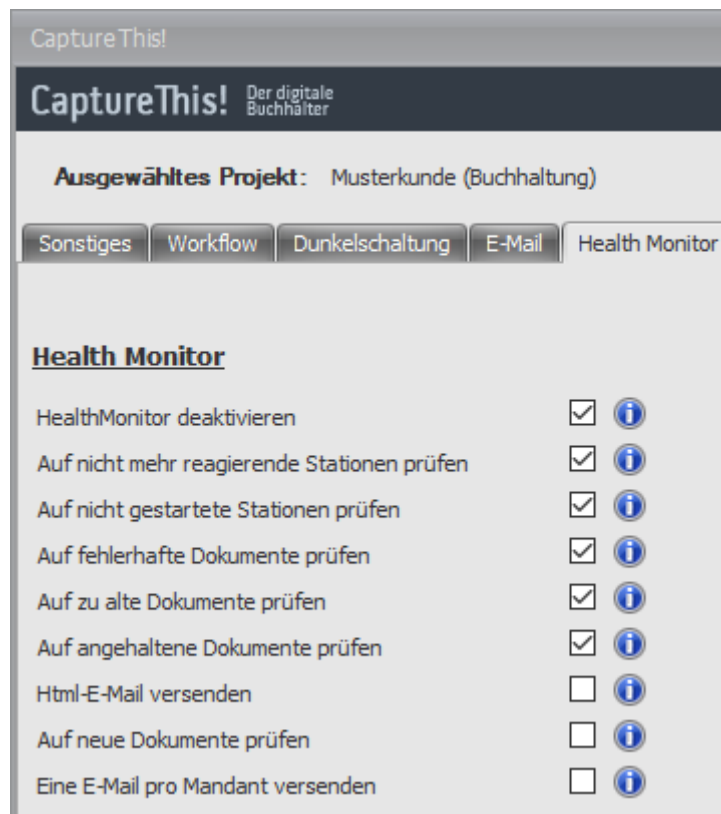 CaptureThis!
CaptureThis! Der digitale
Buchhalter
Ausgewähltes Projekt: Musterkunde (Buchhaltung)
Sonstiges Workflow Dunkelschaltung E-Mail Health Monitor
Health Monitor
HealthMonitor deaktivieren
Auf nicht mehr reagierende Stationen prüfen
Auf nicht gestartete Stationen prüfen
Auf fehlerhafte Dokumente prüfen
Auf zu alte Dokumente prüfen
Auf angehaltene Dokumente prüfen
Html-E-Mail versenden
Auf neue Dokumente prüfen
Eine E-Mail pro Mandant versenden